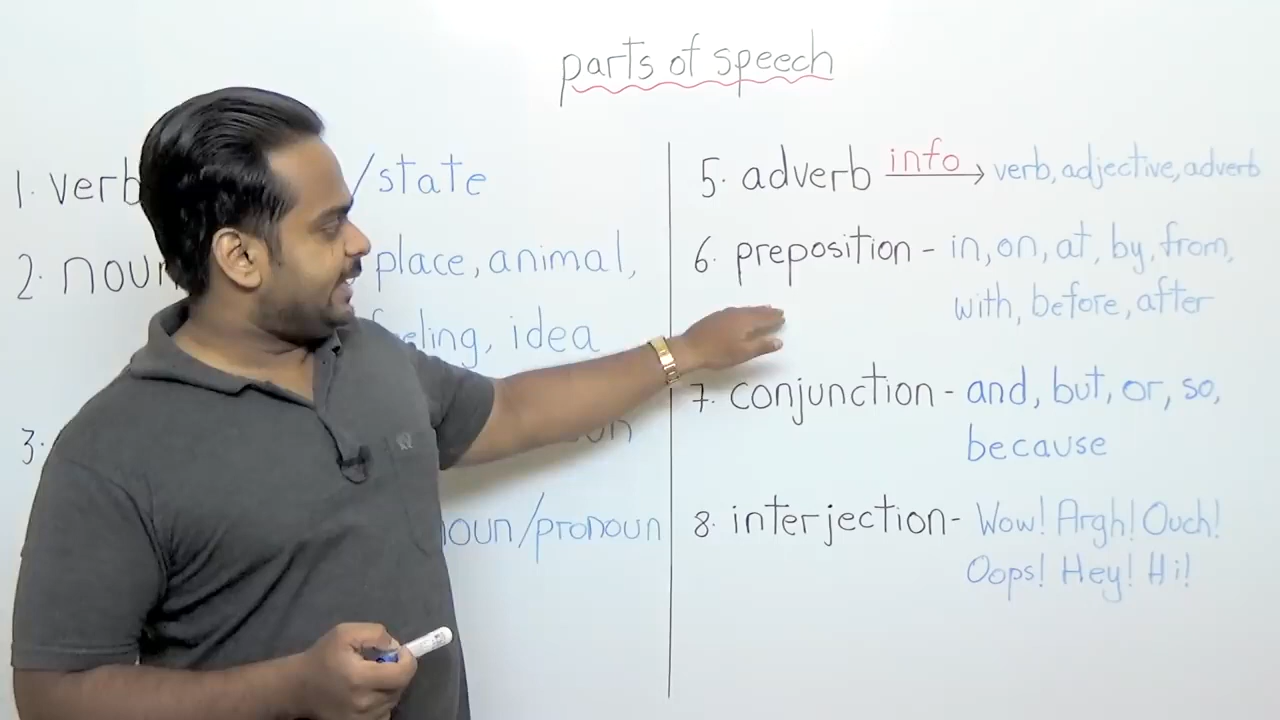 parts of speech
1. verb /state
2. noun place, animal,
feeling, idea
3.
noun/pronoun
5. adverb info → verb, adjective, adverb
6. preposition - in, on, at, by, from,
with, before, after
7. conjunction - and, but, or, so,
because
8. interjection - Wow! Argh! Ouch!
Oops! Hey! Hi!